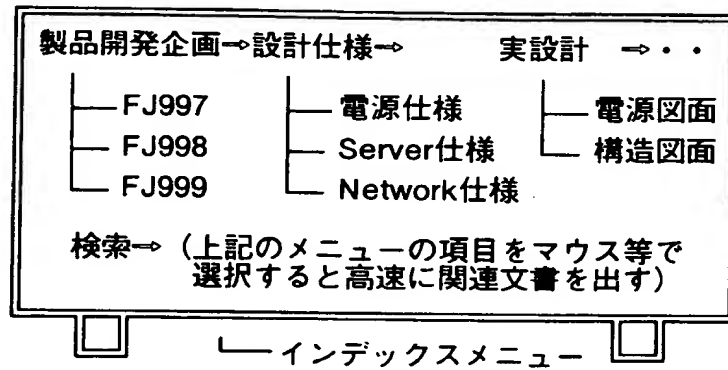 製品開発企画⇨設計仕様⇨ 実設計 ⇨・・
FJ997 電源仕様 電源図面
FJ998 Server仕様 構造図面
FJ999 Network仕様
検索⇨(上記のメニューの項目をマウス等で
選択すると高速に関連文書を出す)
インデックスメニュー